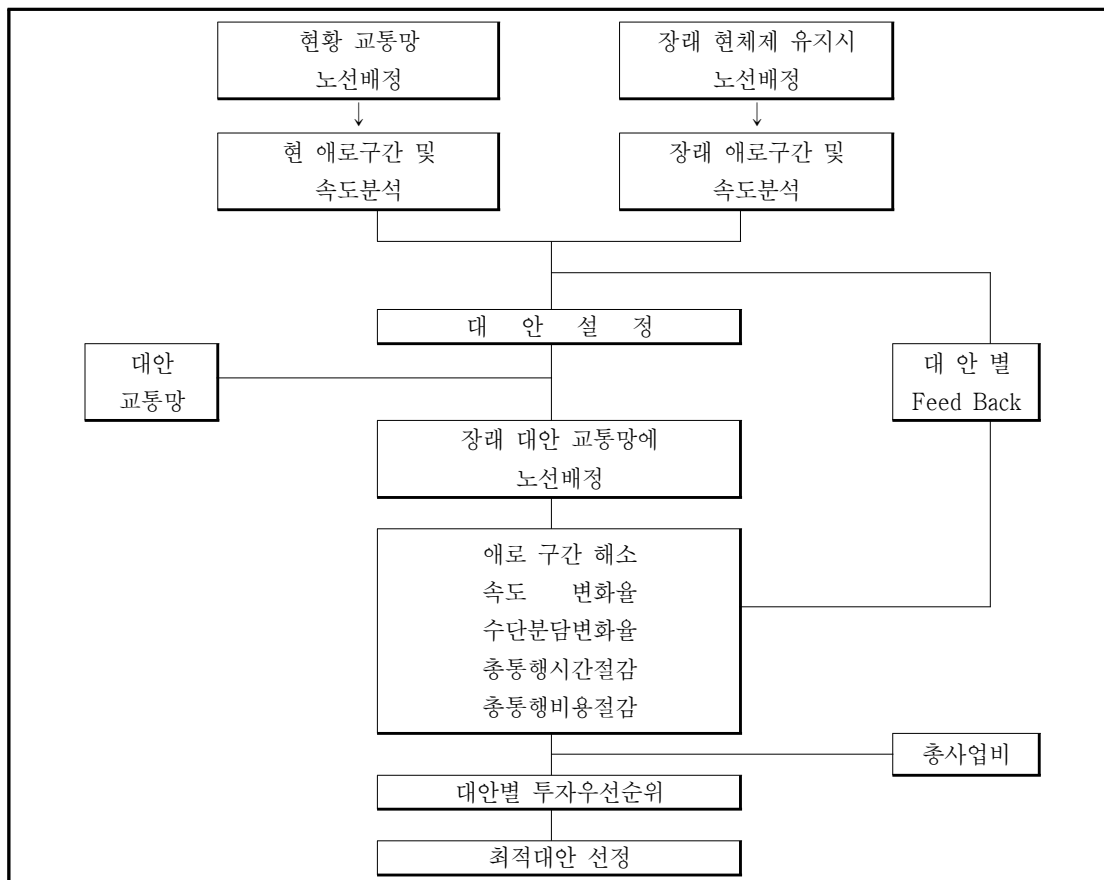 현황 교통망
노선배정
장래 현체제 유지시
노선배정
현 애로구간 및
속도분석
장래 애로구간 및
속도분석
대 안 설 정
대안
교통망
대 안 별
Feed Back
장래 대안 교통망에
노선배정
애로 구간 해소
속도 변화율
수단분담변화율
총통행시간절감
총통행비용절감
총사업비
대안별 투자우선순위
최적대안 선정